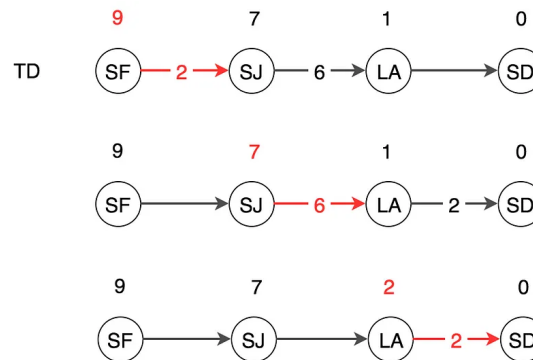 9 7 1 0
TD SF 2 SJ 6 LA SD
9 7 1 0
SF SJ 6 LA 2 SD
9 7 2 0
SF SJ LA 2 SD